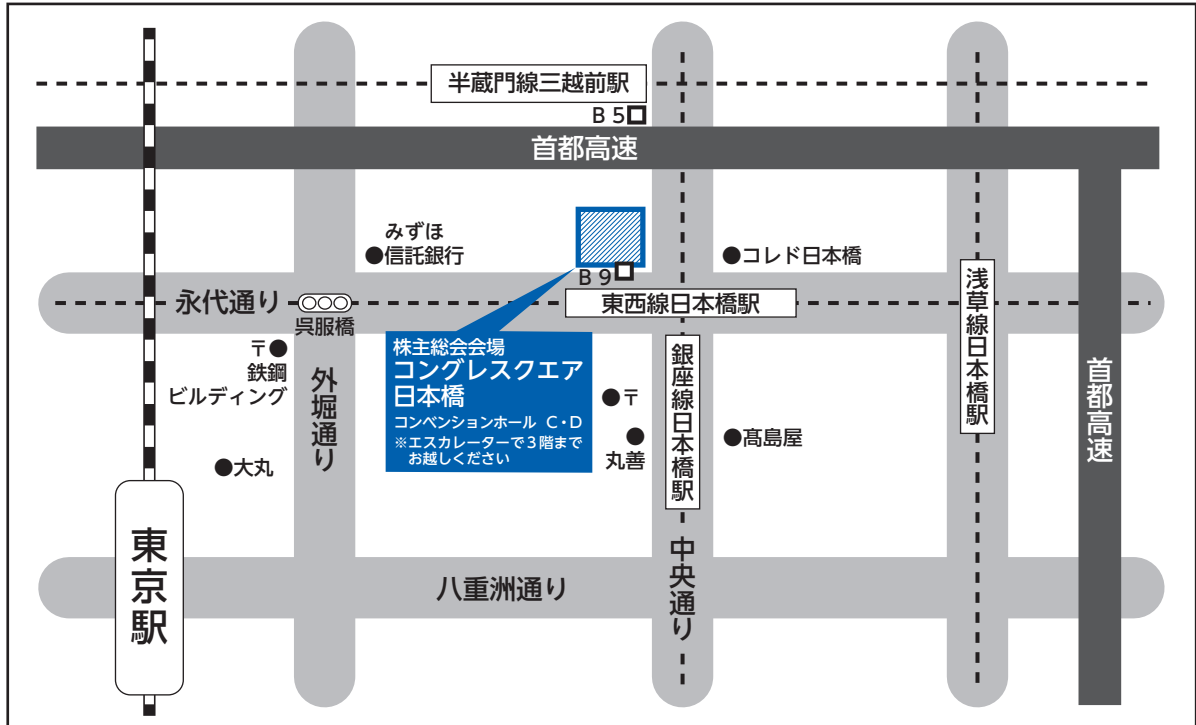 半蔵門線三越前駅
B 5
首都高速
みずほ
信託銀行
コレド日本橋
B 9
永代通り
呉服橋
東西線日本橋駅
浅草線日本橋駅
首都高速
〒
鉄鋼
ビルディング
外堀通り
株主総会会場
コングレスクエア
日本橋
コンベンションホール C・D
※エスカレーターで3階まで
お越しください
〒
丸善
銀座線日本橋駅
髙島屋
大丸
東京駅
八重洲通り
中央通り